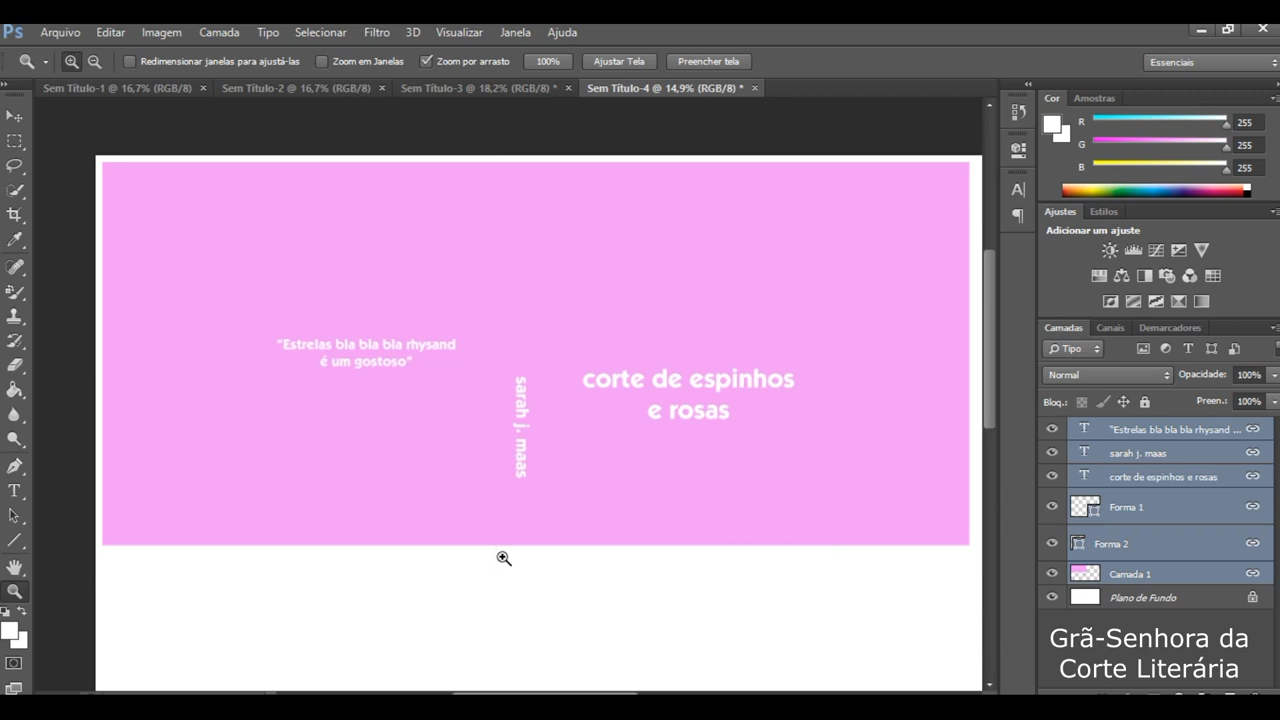 Ps Arquivo Editar Imagem Camada Tipo Selecionar Filtro 3D Visualizar Janela Ajuda
Redimensionar janelas para ajustá-las Zoom em Janelas Zoom por arrasto 100% Ajustar Tela Preencher tela Essenciais
Sem Título-1 @ 16,7% (RGB/8) × Sem Título-2 @ 16,7% (RGB/8) × Sem Título-3 @ 18,2% (RGB/8) * × Sem Título-4 @ 14,9% (RGB/8) * ×
Cor Amostras
R 255
G 255
B 255
Ajustes Estilos
Adicionar um ajuste
Camadas Canais Demarcadores
Tipo
Normal Opacidade: 100%
Bloq.: Preen.: 100%
"Estrelas bla bla bla rhysand ...
sarah j. maas
corte de espinhos e rosas
Forma 1
Forma 2
Camada 1
Plano de Fundo
"Estrelas bla bla bla rhysand
é um gostoso"
sarah j. maas
corte de espinhos
e rosas
Grã-Senhora da
Corte Literária